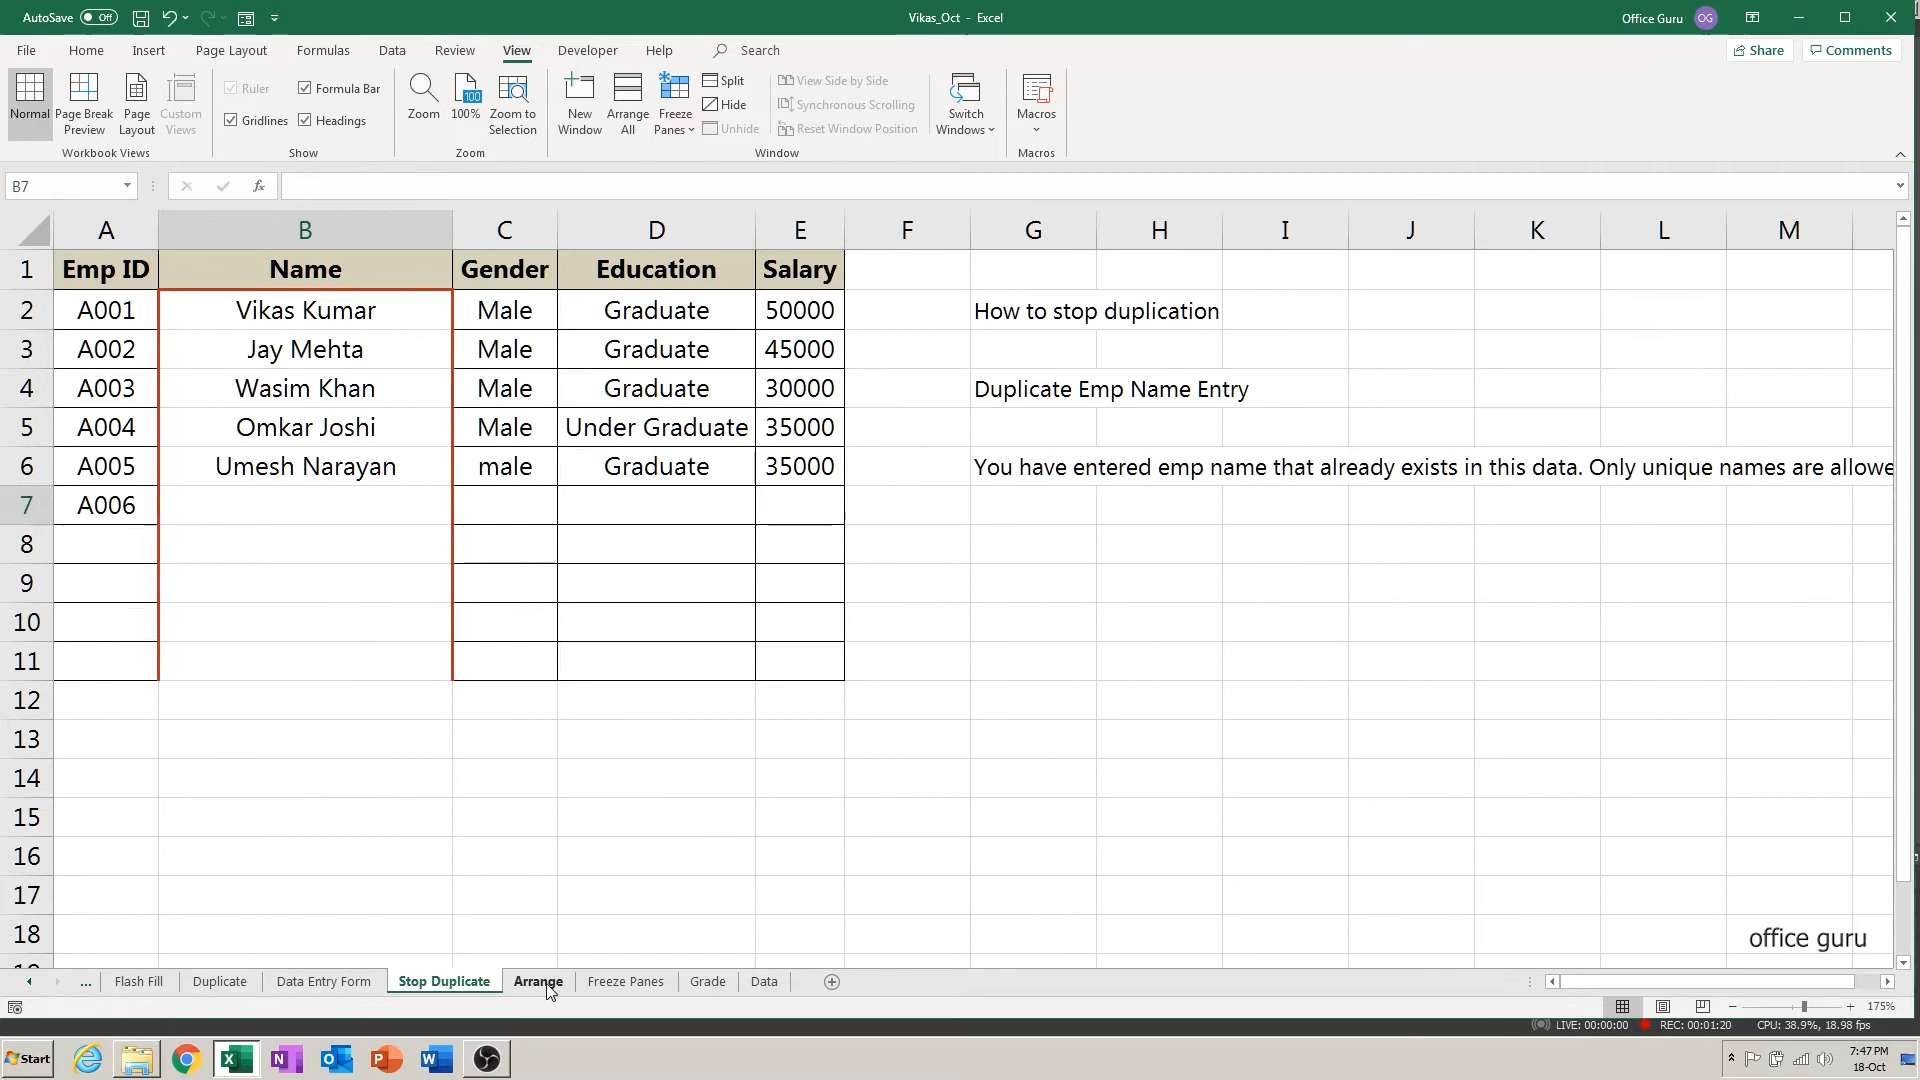 AutoSave Off
Vikas_Oct - Excel
Office Guru OG
File Home Insert Page Layout Formulas Data Review View Developer Help Search
Share Comments
Normal
Page Break Preview
Page Layout
Custom Views
Workbook Views
Ruler
Formula Bar
Gridlines
Headings
Show
Zoom
100
100%
Zoom to Selection
Zoom
New Window
Arrange All
Freeze Panes
Split
Hide
Unhide
View Side by Side
Synchronous Scrolling
Reset Window Position
Switch Windows
Window
Macros
Macros
B7
fx
A B C D E F G H I J K L M
1 Emp ID Name Gender Education Salary
2 A001 Vikas Kumar Male Graduate 50000 How to stop duplication
3 A002 Jay Mehta Male Graduate 45000
4 A003 Wasim Khan Male Graduate 30000 Duplicate Emp Name Entry
5 A004 Omkar Joshi Male Under Graduate 35000
6 A005 Umesh Narayan male Graduate 35000 You have entered emp name that already exists in this data. Only unique names are allowe
7 A006
8
9
10
11
12
13
14
15
16
17
18 office guru
... Flash Fill Duplicate Data Entry Form Stop Duplicate Arrange Freeze Panes Grade Data
175%
LIVE: 00:00:00 REC: 00:01:20 CPU: 38.9%, 18.98 fps
Start
7:47 PM
18-Oct